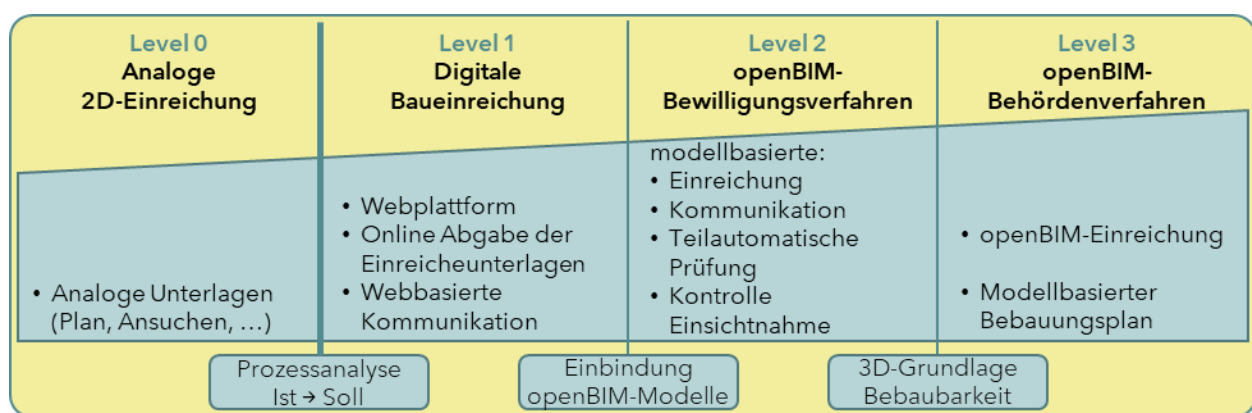 Level 0
Analoge
2D-Einreichung
Level 1
Digitale
Baueinreichung
Level 2
openBIM-
Bewilligungsverfahren
Level 3
openBIM-
Behördenverfahren
• Analoge Unterlagen
(Plan, Ansuchen, …)
• Webplattform
• Online Abgabe der
Einreicheunterlagen
• Webbasierte
Kommunikation
modellbasierte:
• Einreichung
• Kommunikation
• Teilautomatische
Prüfung
• Kontrolle
Einsichtnahme
• openBIM-Einreichung
• Modellbasierter
Bebauungsplan
Prozessanalyse
Ist → Soll
Einbindung
openBIM-Modelle
3D-Grundlage
Bebaubarkeit